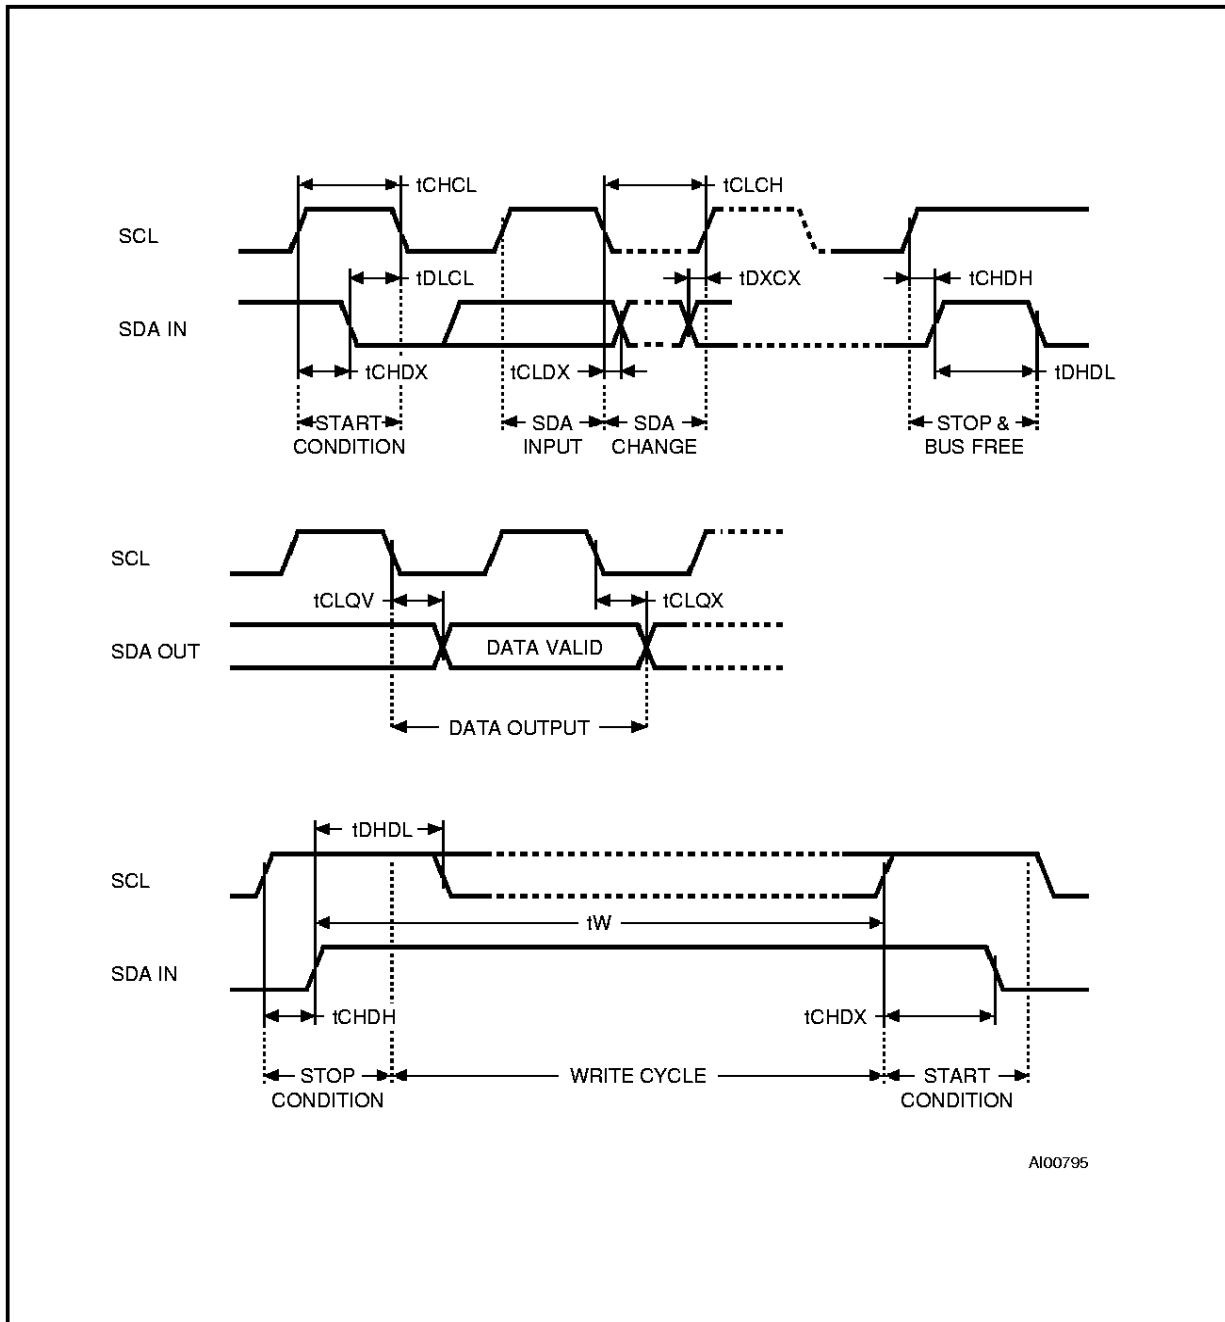 tCHCL
tCLCH
SCL
tDLCL
tDXCX
tCHDH
SDA IN
tCHDX
tCLDX
tDHDL
START
CONDITION
SDA
INPUT
SDA
CHANGE
STOP &
BUS FREE
SCL
tCLQV
tCLQX
SDA OUT
DATA VALID
DATA OUTPUT
tDHDL
SCL
tW
SDA IN
tCHDH
tCHDX
STOP
CONDITION
WRITE CYCLE
START
CONDITION
AI00795